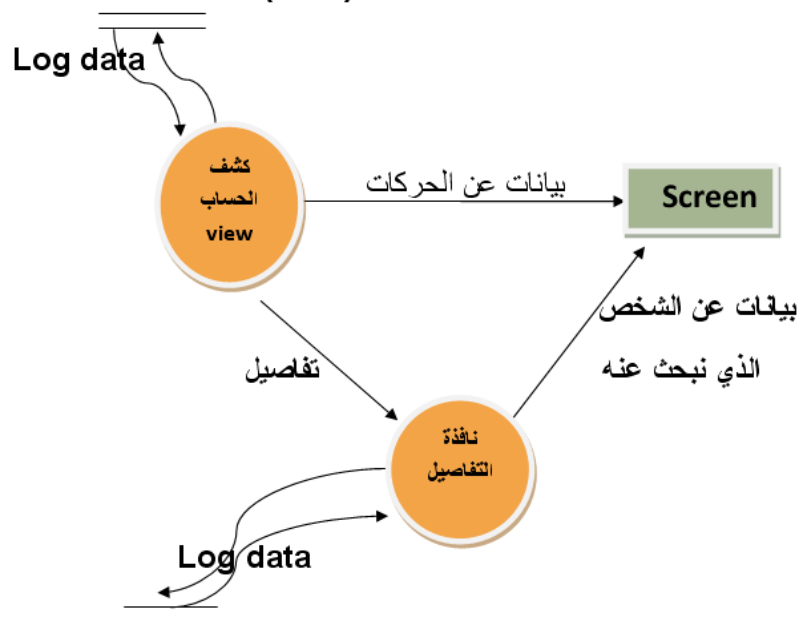 Log data
كشف
الحساب
view
بيانات عن الحركات
Screen
بيانات عن الشخص
الذي نبحث عنه
تفاصيل
نافذة
التفاصيل
Log data